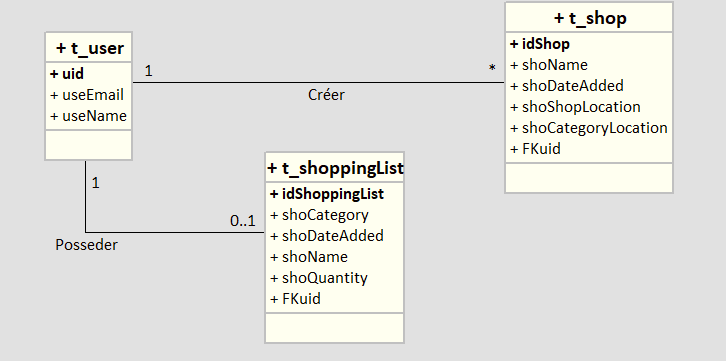 + t_user
+ uid
+ useEmail
+ useName
1
*
Créer
+ t_shop
+ idShop
+ shoName
+ shoDateAdded
+ shoShopLocation
+ shoCategoryLocation
+ FKuid
1
0..1
Posseder
+ t_shoppingList
+ idShoppingList
+ shoCategory
+ shoDateAdded
+ shoName
+ shoQuantity
+ FKuid